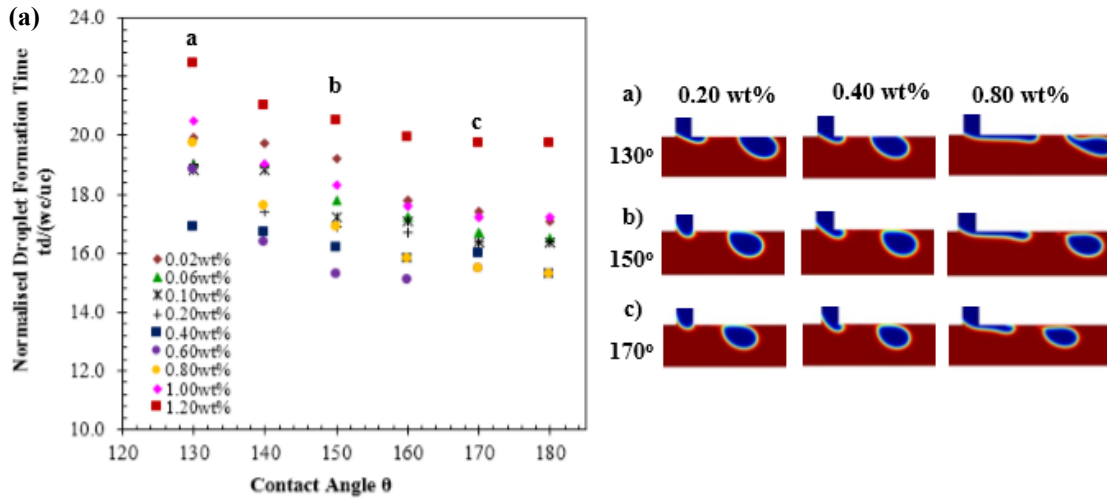 (a)
Normalised Droplet Formation Time
td/(wc/uc)
24.0
22.0
20.0
18.0
16.0
14.0
12.0
10.0
a
b
c
0.02wt%
0.06wt%
0.10wt%
0.20wt%
0.40wt%
0.60wt%
0.80wt%
1.00wt%
1.20wt%
120 130 140 150 160 170 180
Contact Angle θ
a) 0.20 wt% 0.40 wt% 0.80 wt%
130º
b)
150º
c)
170º